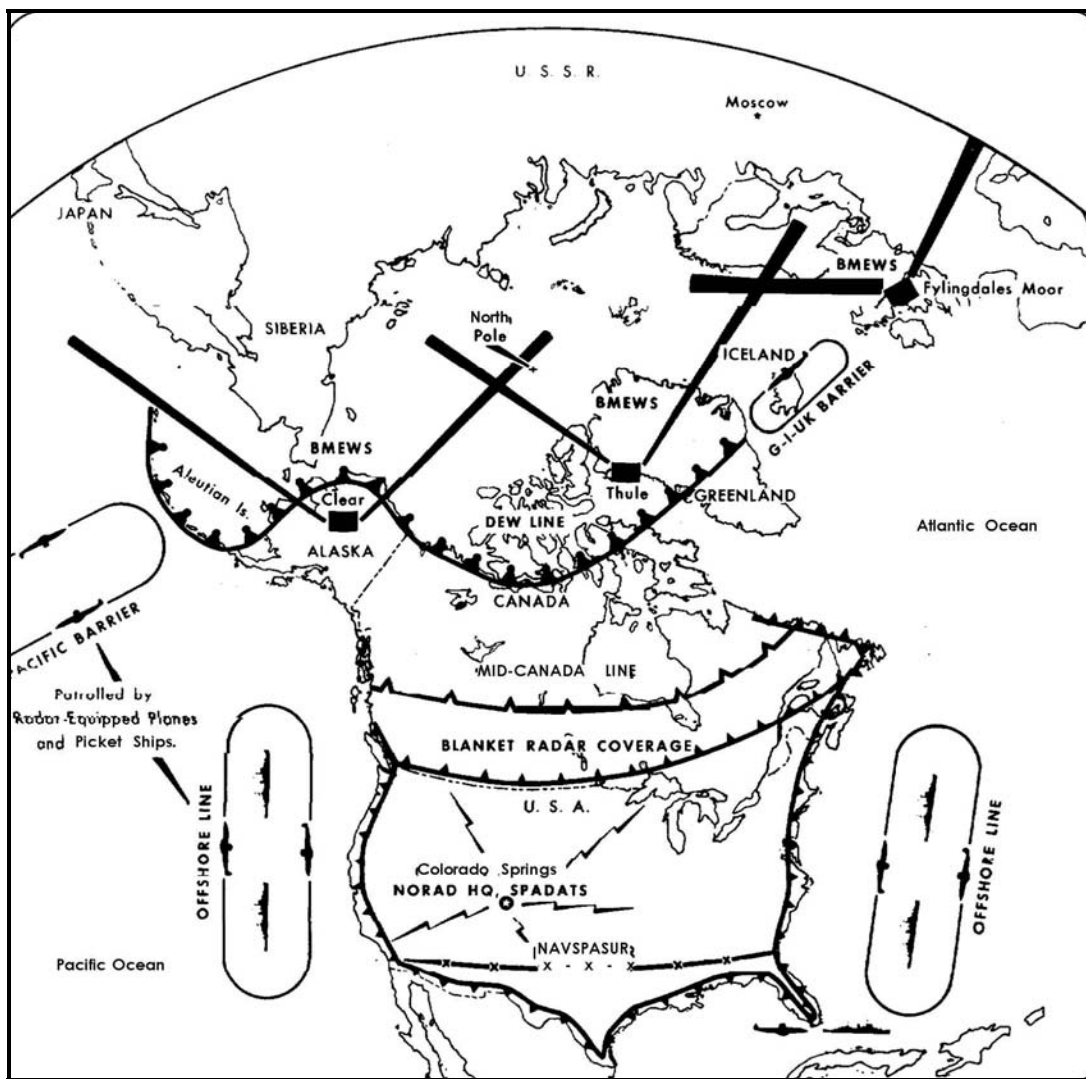 U. S. S. R.
Moscow
JAPAN
BMEWS
Fylingdales Moor
SIBERIA
North
Pole
ICELAND
G-I-UK BARRIER
BMEWS
BMEWS
Aleutian Is.
Clear
Thule
GREENLAND
DEW LINE
ALASKA
Atlantic Ocean
CANADA
PACIFIC BARRIER
MID-CANADA LINE
Patrolled by
Radar-Equipped Planes
and Picket Ships.
BLANKET RADAR COVERAGE
U. S. A.
OFFSHORE LINE
OFFSHORE LINE
Colorado Springs
NORAD HQ, SPADATS
NAVSPASUR
X - X - X
Pacific Ocean